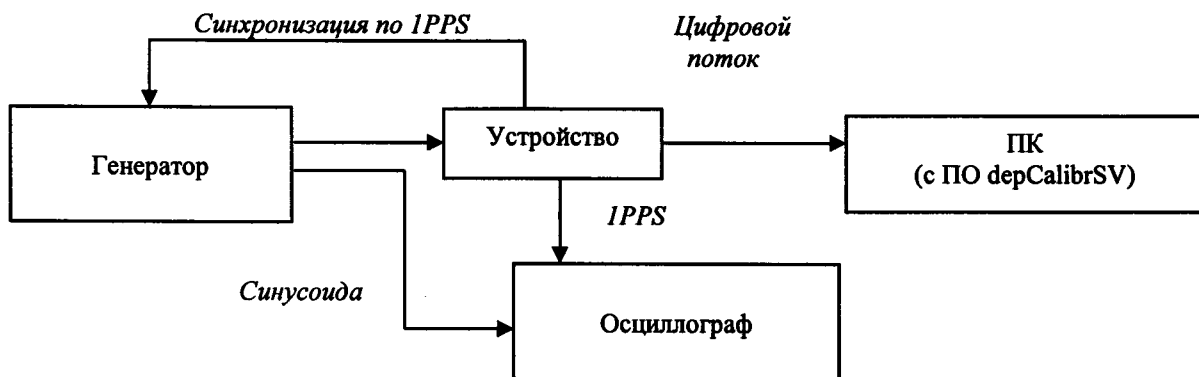 Синхронизация по 1PPS
Цифровой
поток
Генератор
Устройство
ПК
(с ПО depCalibrSV)
1PPS
Синусоида
Осциллограф